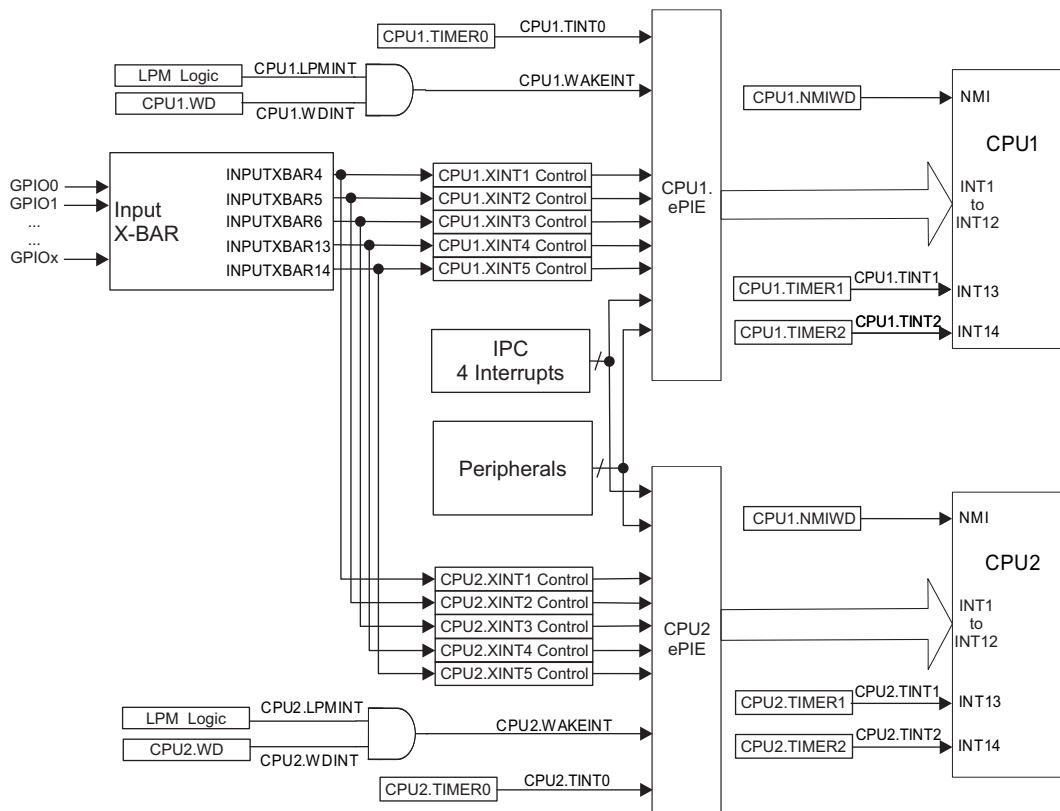 CPU1.TIMER0
CPU1.TINT0
LPM Logic
CPU1.LPMINT
CPU1.WD
CPU1.WDINT
CPU1.WAKEINT
CPU1.NMIWD
NMI
CPU1
GPIO0
GPIO1
...
...
GPIOx
Input
X-BAR
INPUTXBAR4
INPUTXBAR5
INPUTXBAR6
INPUTXBAR13
INPUTXBAR14
CPU1.XINT1 Control
CPU1.XINT2 Control
CPU1.XINT3 Control
CPU1.XINT4 Control
CPU1.XINT5 Control
CPU1.
ePIE
INT1
to
INT12
CPU1.TIMER1
CPU1.TINT1
INT13
CPU1.TIMER2
CPU1.TINT2
INT14
IPC
4 Interrupts
Peripherals
CPU1.NMIWD
NMI
CPU2
CPU2.XINT1 Control
CPU2.XINT2 Control
CPU2.XINT3 Control
CPU2.XINT4 Control
CPU2.XINT5 Control
CPU2
ePIE
INT1
to
INT12
CPU2.TIMER1
CPU2.TINT1
INT13
CPU2.TIMER2
CPU2.TINT2
INT14
LPM Logic
CPU2.LPMINT
CPU2.WD
CPU2.WDINT
CPU2.WAKEINT
CPU2.TIMER0
CPU2.TINT0